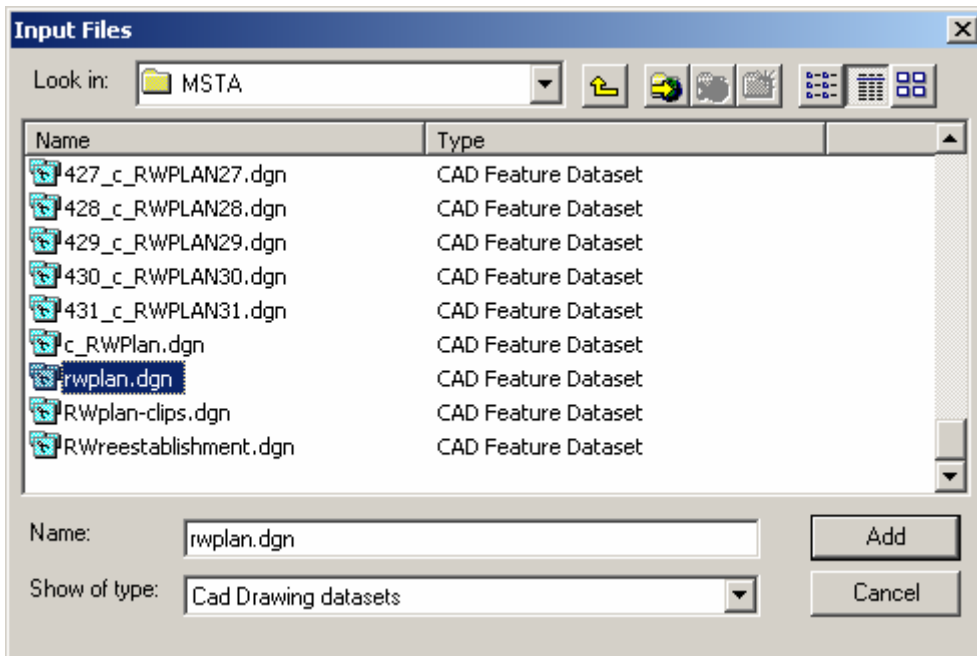 Input Files
Look in: MSTA
Name Type
427_c_RWPLAN27.dgn CAD Feature Dataset
428_c_RWPLAN28.dgn CAD Feature Dataset
429_c_RWPLAN29.dgn CAD Feature Dataset
430_c_RWPLAN30.dgn CAD Feature Dataset
431_c_RWPLAN31.dgn CAD Feature Dataset
c_RWPlan.dgn CAD Feature Dataset
rwplan.dgn CAD Feature Dataset
RWplan-clips.dgn CAD Feature Dataset
RWreestablishment.dgn CAD Feature Dataset
Name: rwplan.dgn Add
Show of type: Cad Drawing datasets Cancel